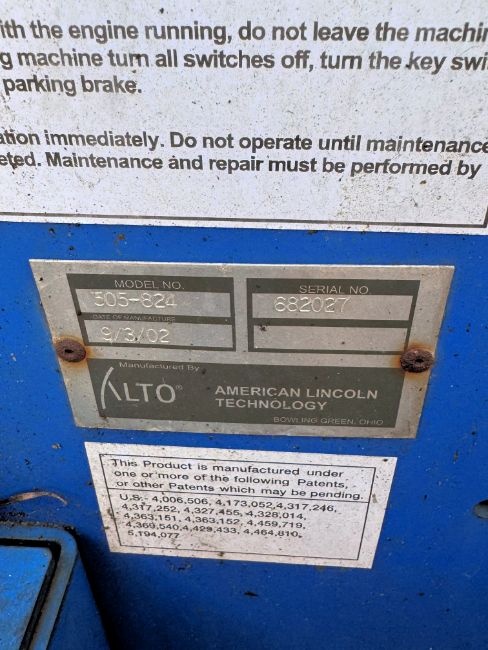 ith the engine running, do not leave the machin
g machine turn all switches off, turn the key swi
parking brake.
ation immediately. Do not operate until maintenance
eted. Maintenance and repair must be performed by
MODEL NO.
505-824
SERIAL NO.
682027
DATE OF MANUFACTURE
9/3/02
Manufactured By
ALTO®
AMERICAN LINCOLN
TECHNOLOGY
BOWLING GREEN, OHIO
This Product is manufactured under
one or more of the following Patents,
or other Patents which may be pending.
U.S.- 4,006,506, 4,173,052,4,317,246,
4,317,252, 4,327,455, 4,328,014,
4,363,151, 4,363,152, 4,459,719,
4,369,540,4,429,433, 4,464,810,
5,194,077